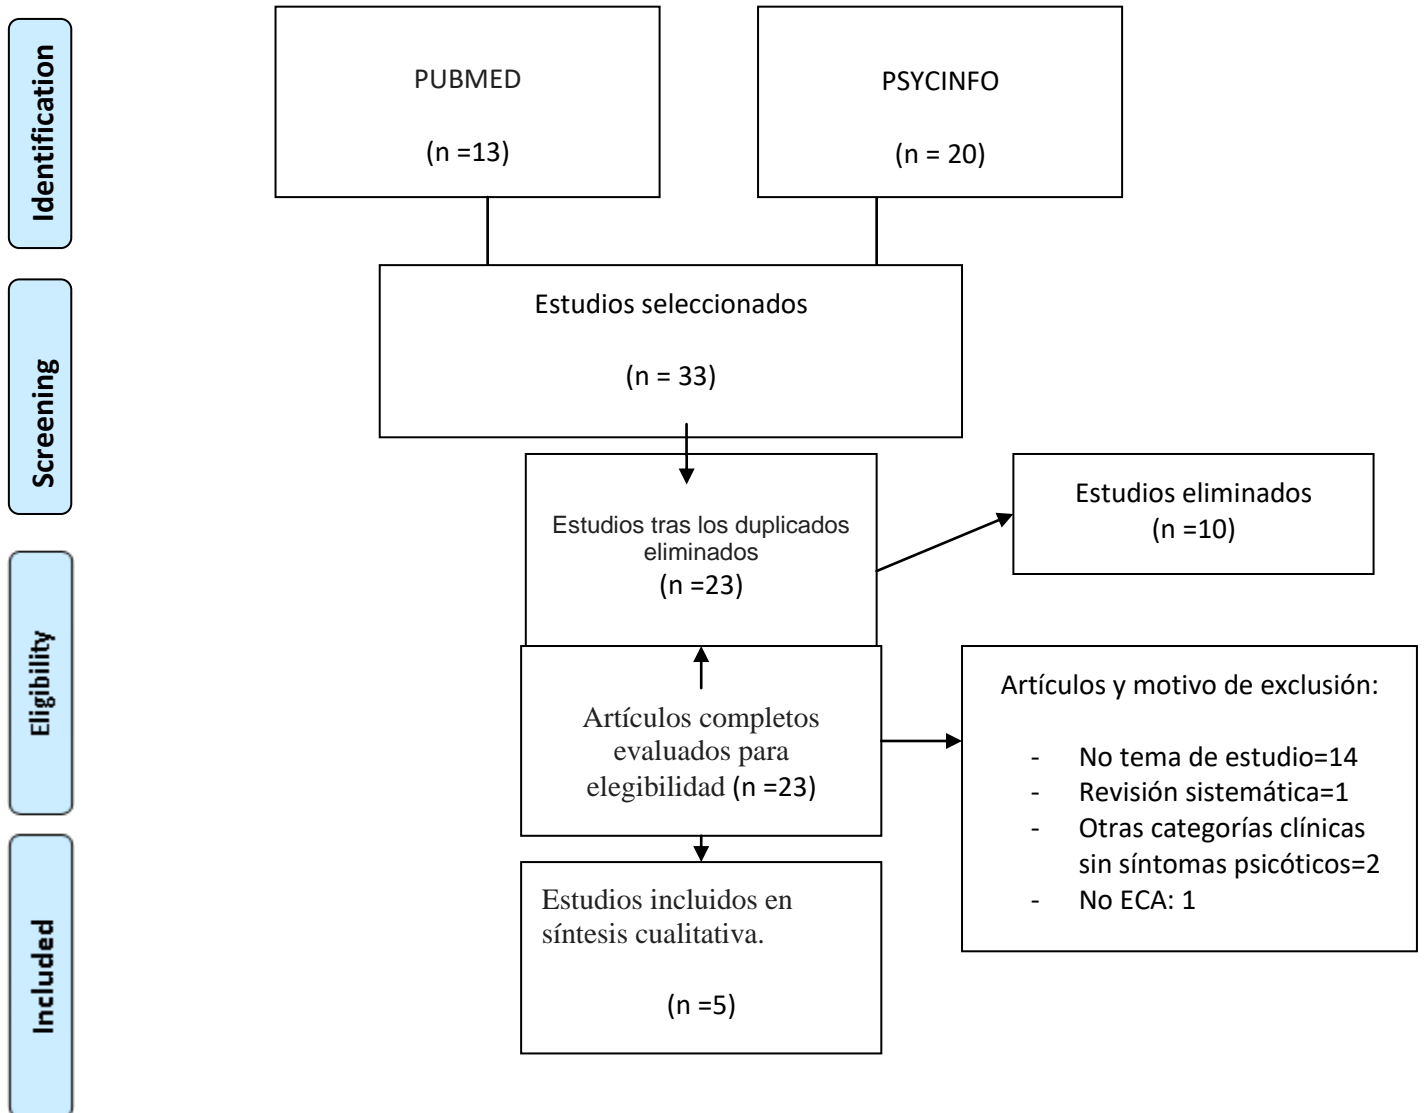 Identification
PUBMED
(n =13)
PSYCINFO
(n = 20)
Screening
Estudios seleccionados
(n = 33)
Estudios tras los duplicados
eliminados
(n =23)
Estudios eliminados
(n =10)
Eligibility
Artículos completos
evaluados para
elegibilidad (n =23)
Artículos y motivo de exclusión:
- No tema de estudio=14
- Revisión sistemática=1
- Otras categorías clínicas
sin síntomas psicóticos=2
- No ECA: 1
Included
Estudios incluidos en
síntesis cualitativa.
(n =5)